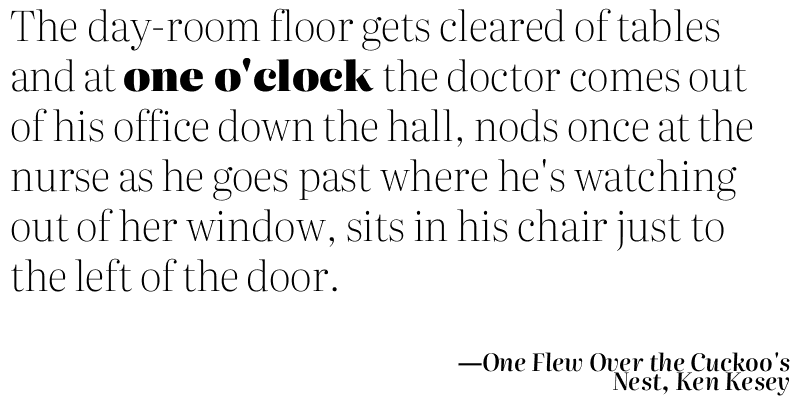 The day-room floor gets cleared of tables
and at one o'clock the doctor comes out
of his office down the hall, nods once at the
nurse as he goes past where he's watching
out of her window, sits in his chair just to
the left of the door.
—One Flew Over the Cuckoo's
Nest, Ken Kesey